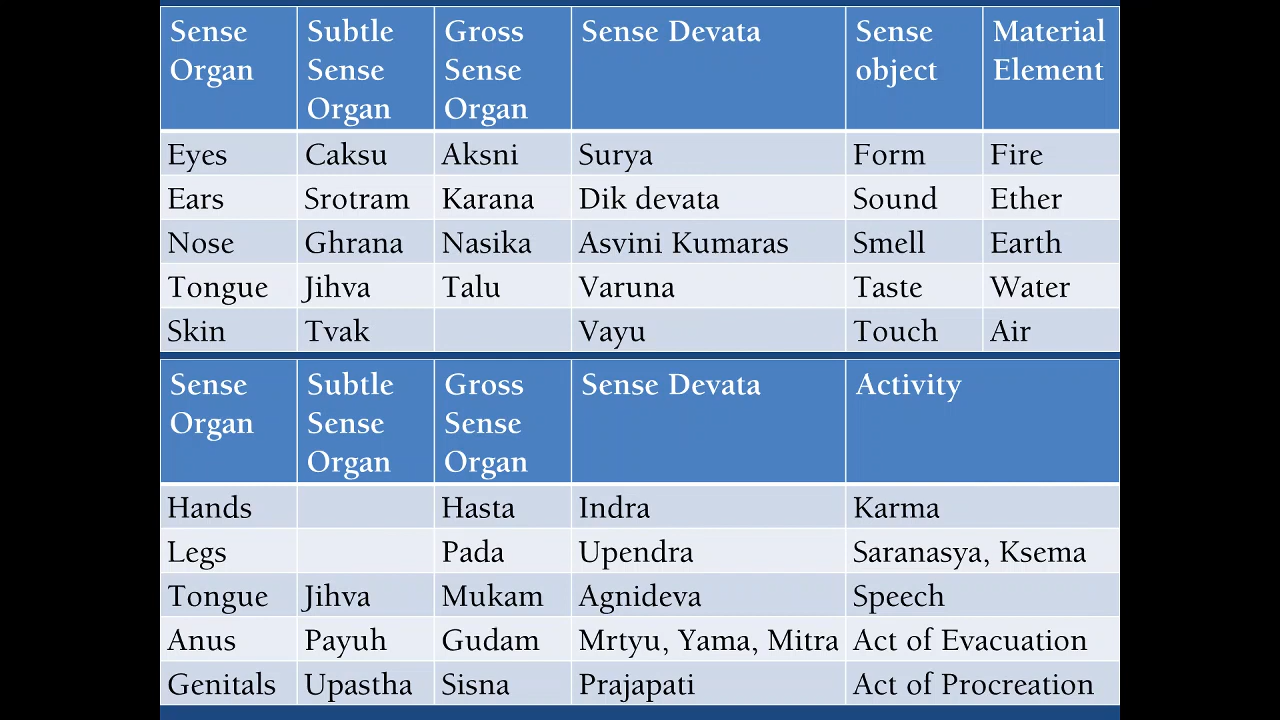 Sense Organ | Subtle Sense Organ | Gross Sense Organ | Sense Devata | Sense object | Material Element
Eyes | Caksu | Aksni | Surya | Form | Fire
Ears | Srotram | Karana | Dik devata | Sound | Ether
Nose | Ghrana | Nasika | Asvini Kumaras | Smell | Earth
Tongue | Jihva | Talu | Varuna | Taste | Water
Skin | Tvak | | Vayu | Touch | Air
Sense Organ | Subtle Sense Organ | Gross Sense Organ | Sense Devata | Activity
Hands | | Hasta | Indra | Karma
Legs | | Pada | Upendra | Saranasya, Ksema
Tongue | Jihva | Mukam | Agnideva | Speech
Anus | Payuh | Gudam | Mrtyu, Yama, Mitra | Act of Evacuation
Genitals | Upastha | Sisna | Prajapati | Act of Procreation